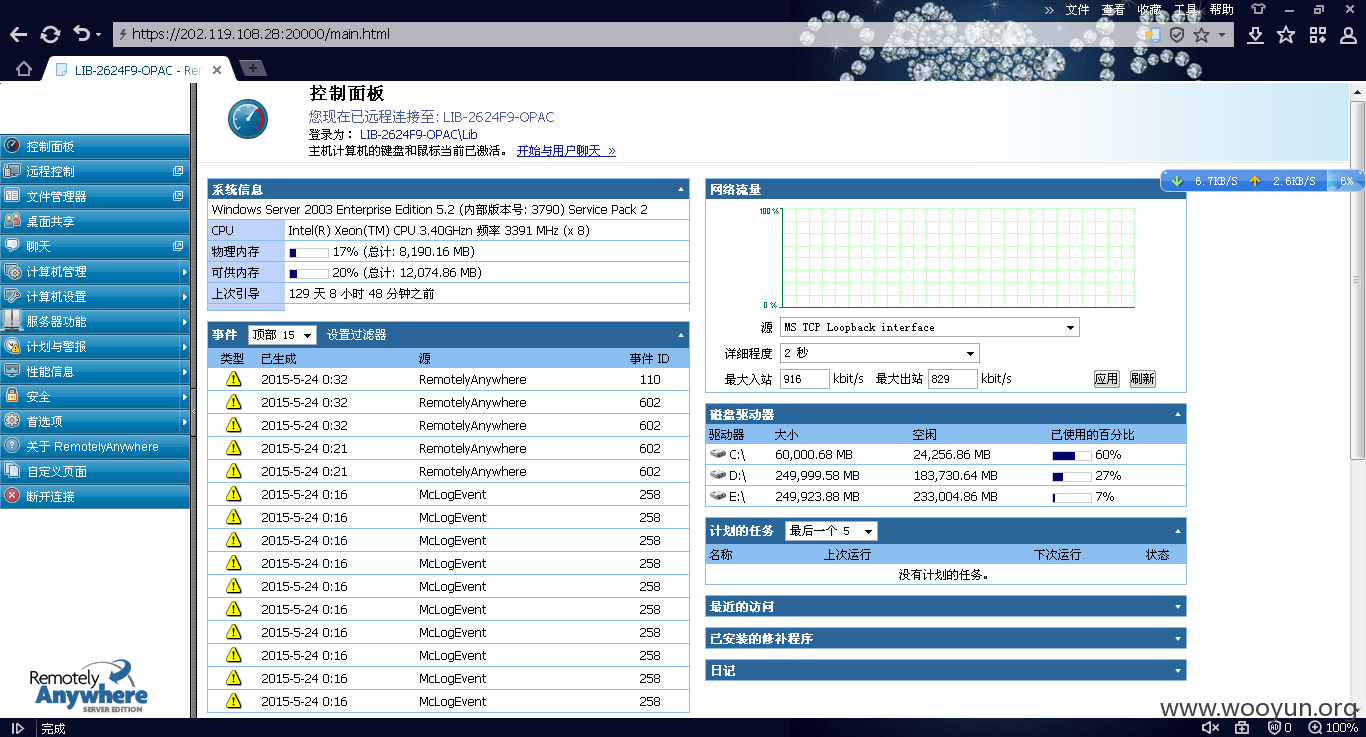 » 文件 查看 收藏 工具 帮助
https://202.119.108.28:20000/main.html
LIB-2624F9-OPAC - Rem
控制面板
远程控制
文件管理器
桌面共享
聊天
计算机管理
计算机设置
服务器功能
计划与警报
性能信息
安全
首选项
关于 RemotelyAnywhere
自定义页面
断开连接
Remotely
Anywhere
SERVER EDITION
控制面板
您现在已远程连接至: LIB-2624F9-OPAC
登录为： LIB-2624F9-OPAC\Lib
主机计算机的键盘和鼠标当前已激活。 开始与用户聊天 »
系统信息
Windows Server 2003 Enterprise Edition 5.2 (内部版本号: 3790) Service Pack 2
CPU Intel(R) Xeon(TM) CPU 3.40GHzn 频率 3391 MHz (x 8)
物理内存 17% (总计: 8,190.16 MB)
可供内存 20% (总计: 12,074.86 MB)
上次引导 129 天 8 小时 48 分钟之前
事件 顶部 15 设置过滤器
类型 已生成 源 事件 ID
2015-5-24 0:32 RemotelyAnywhere 110
2015-5-24 0:32 RemotelyAnywhere 602
2015-5-24 0:32 RemotelyAnywhere 602
2015-5-24 0:21 RemotelyAnywhere 602
2015-5-24 0:21 RemotelyAnywhere 602
2015-5-24 0:16 McLogEvent 258
2015-5-24 0:16 McLogEvent 258
2015-5-24 0:16 McLogEvent 258
2015-5-24 0:16 McLogEvent 258
2015-5-24 0:16 McLogEvent 258
2015-5-24 0:16 McLogEvent 258
2015-5-24 0:16 McLogEvent 258
2015-5-24 0:16 McLogEvent 258
2015-5-24 0:16 McLogEvent 258
2015-5-24 0:16 McLogEvent 258
网络流量
6.7KB/S 2.6KB/S 6%
100 %
0 %
源 MS TCP Loopback interface
详细程度 2 秒
最大入站 916 kbit/s 最大出站 829 kbit/s 应用 刷新
磁盘驱动器
驱动器 大小 空闲 已使用的百分比
C:\ 60,000.68 MB 24,256.86 MB 60%
D:\ 249,999.58 MB 183,730.64 MB 27%
E:\ 249,923.88 MB 233,004.86 MB 7%
计划的任务 最后一个 5
名称 上次运行 下次运行 状态
没有计划的任务。
最近的访问
已安装的修补程序
日记
www.wooyun.org
完成
0 100%